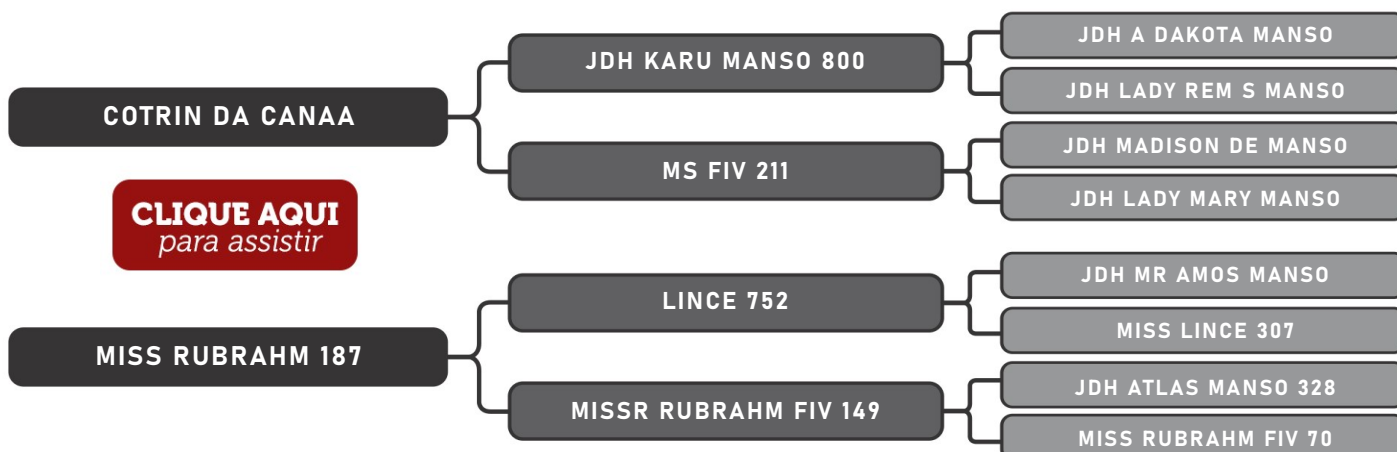 JDH A DAKOTA MANSO
JDH KARU MANSO 800
JDH LADY REM S MANSO
COTRIN DA CANAA
JDH MADISON DE MANSO
MS FIV 211
JDH LADY MARY MANSO
CLIQUE AQUI
para assistir
JDH MR AMOS MANSO
LINCE 752
MISS LINCE 307
MISS RUBRAHM 187
JDH ATLAS MANSO 328
MISSR RUBRAHM FIV 149
MISS RUBRAHM FIV 70